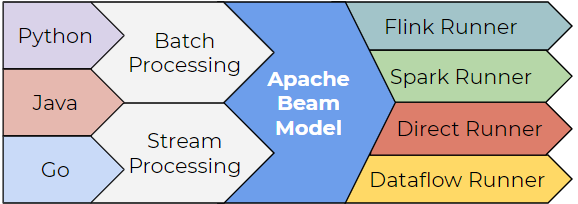 Python
Java
Go
Batch
Processing
Stream
Processing
Apache
Beam
Model
Flink Runner
Spark Runner
Direct Runner
Dataflow Runner